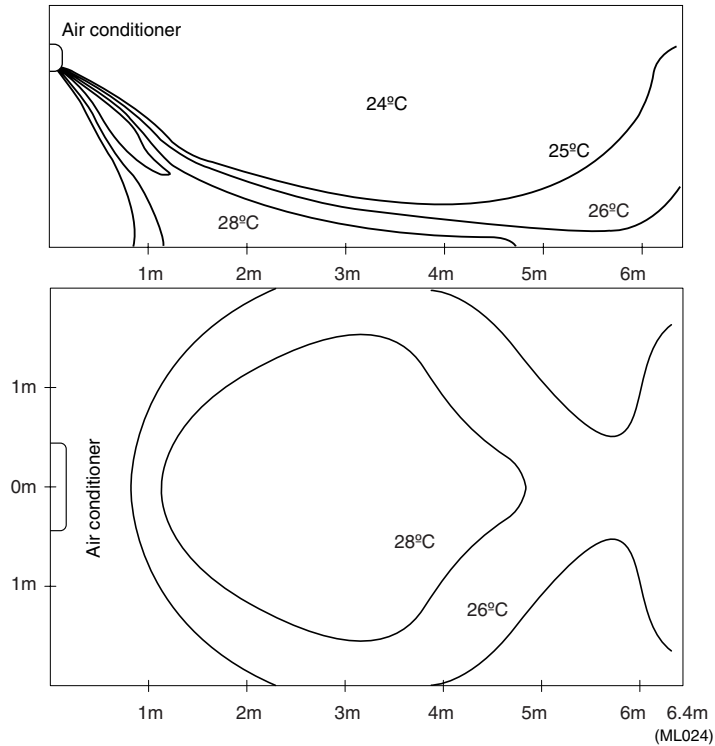 Air conditioner
24ºC
25ºC
26ºC
28ºC
1m 2m 3m 4m 5m 6m
1m
0m
1m
Air conditioner
28ºC
26ºC
1m 2m 3m 4m 5m 6m 6.4m
(ML024)